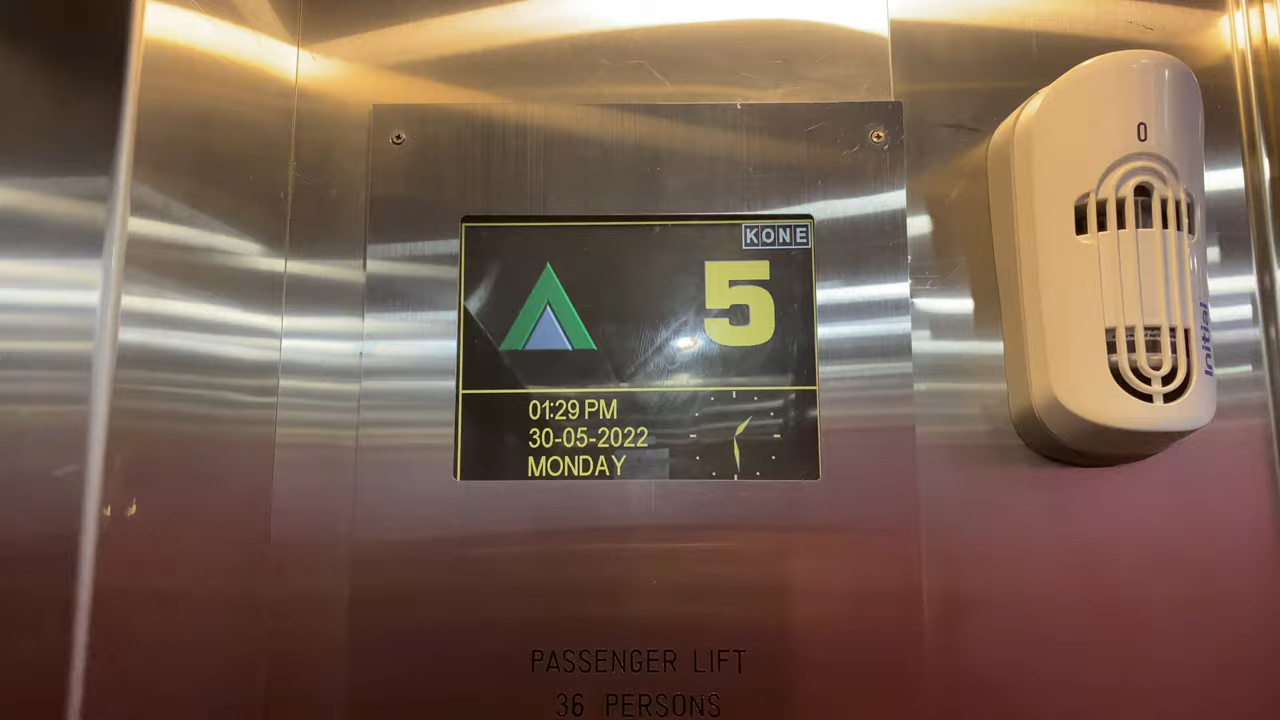 KONE
5
01:29 PM
30-05-2022
MONDAY
0
Initial
PASSENGER LIFT
36 PERSONS